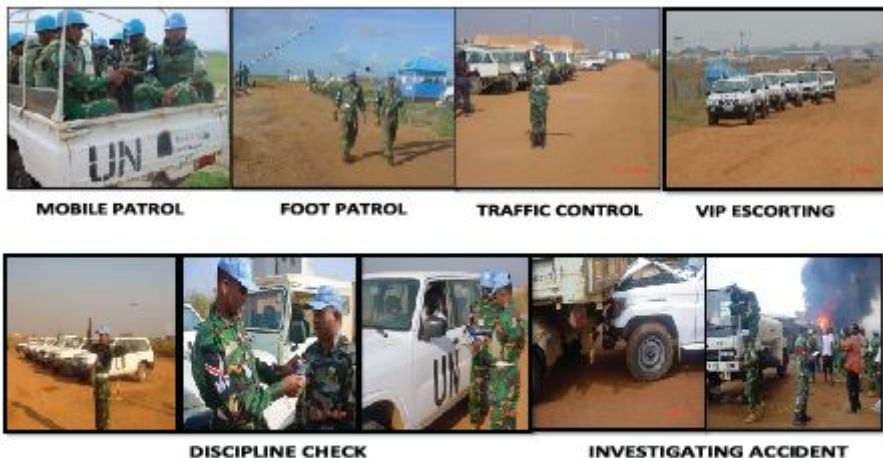 UN
MOBILE PATROL
FOOT PATROL
TRAFFIC CONTROL
VIP ESCORTING
UN
DISCIPLINE CHECK
INVESTIGATING ACCIDENT